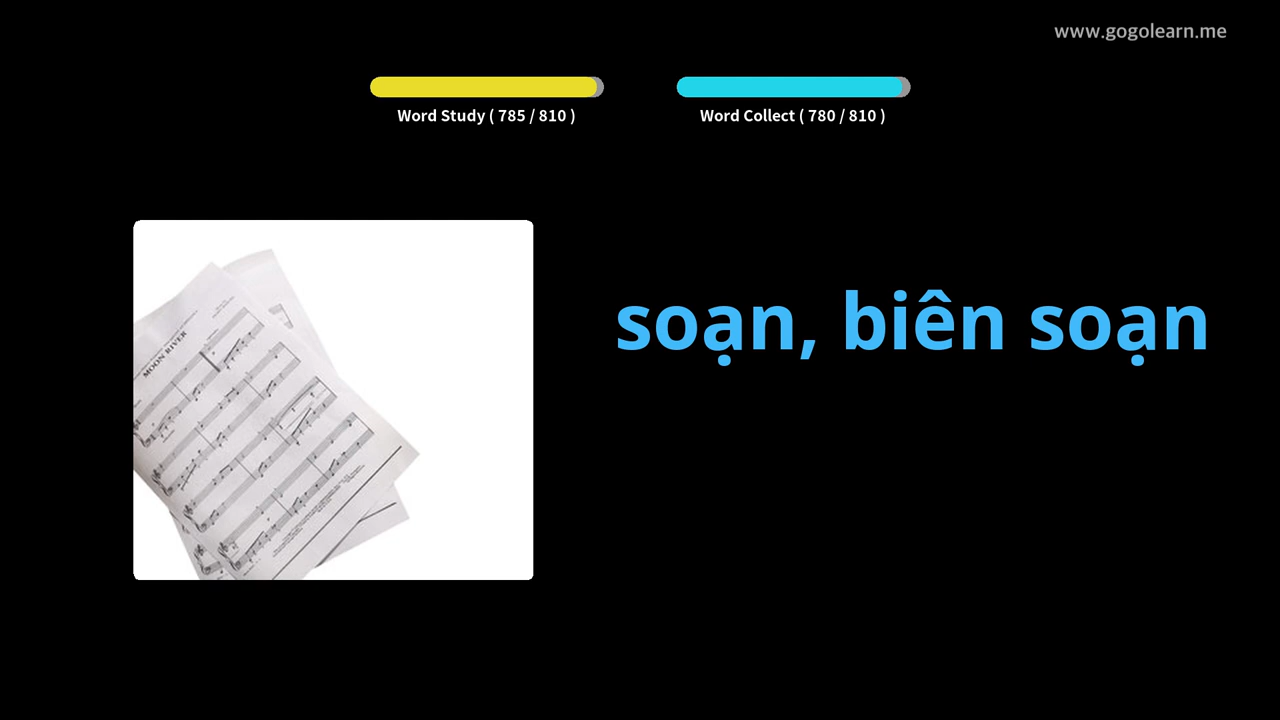 www.gogolearn.me
Word Study ( 785 / 810 )
Word Collect ( 780 / 810 )
MOON RIVER
soạn, biên soạn